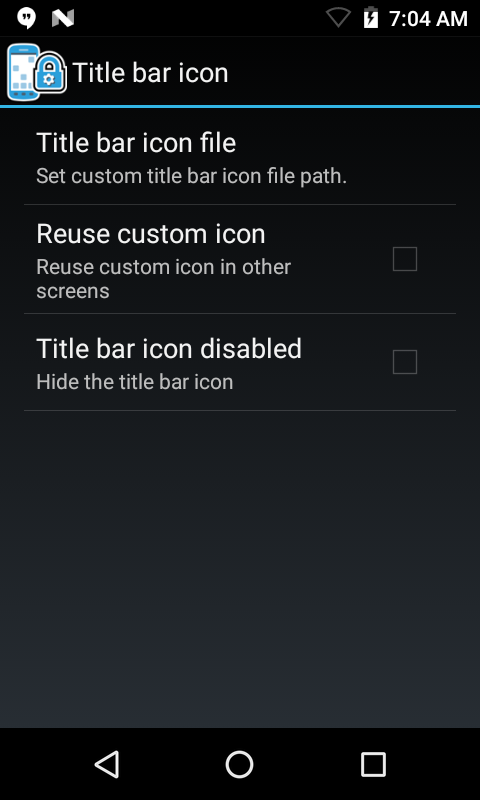 7:04 AM
Title bar icon
Title bar icon file
Set custom title bar icon file path.
Reuse custom icon
Reuse custom icon in other
screens
Title bar icon disabled
Hide the title bar icon